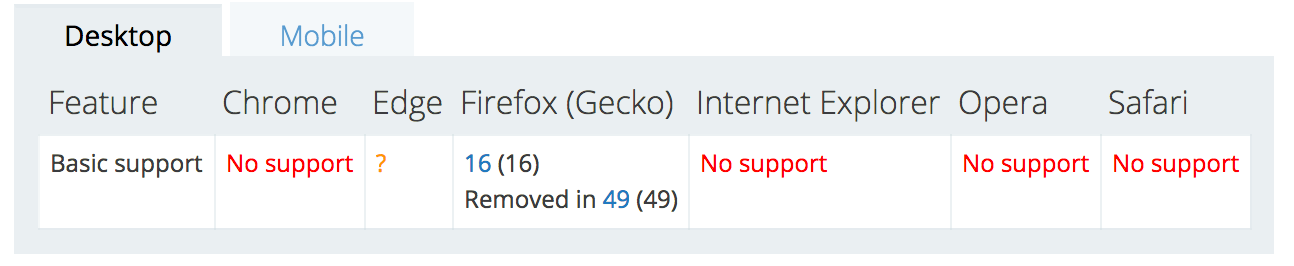 Desktop Mobile
Feature Chrome Edge Firefox (Gecko) Internet Explorer Opera Safari
Basic support No support ? 16 (16) No support No support No support
Removed in 49 (49)